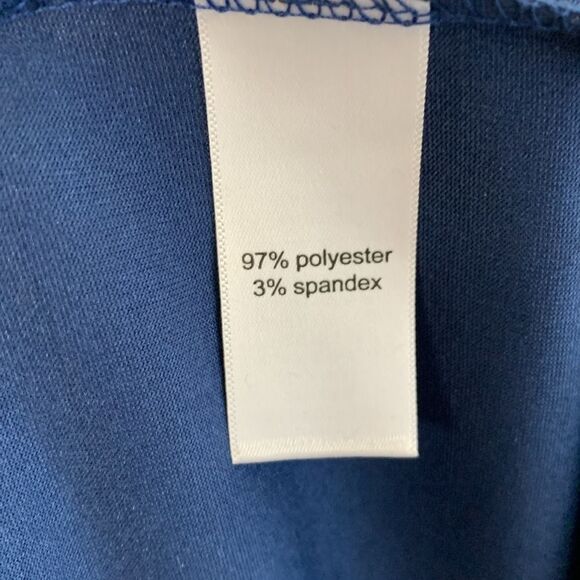 97% polyester
3% spandex